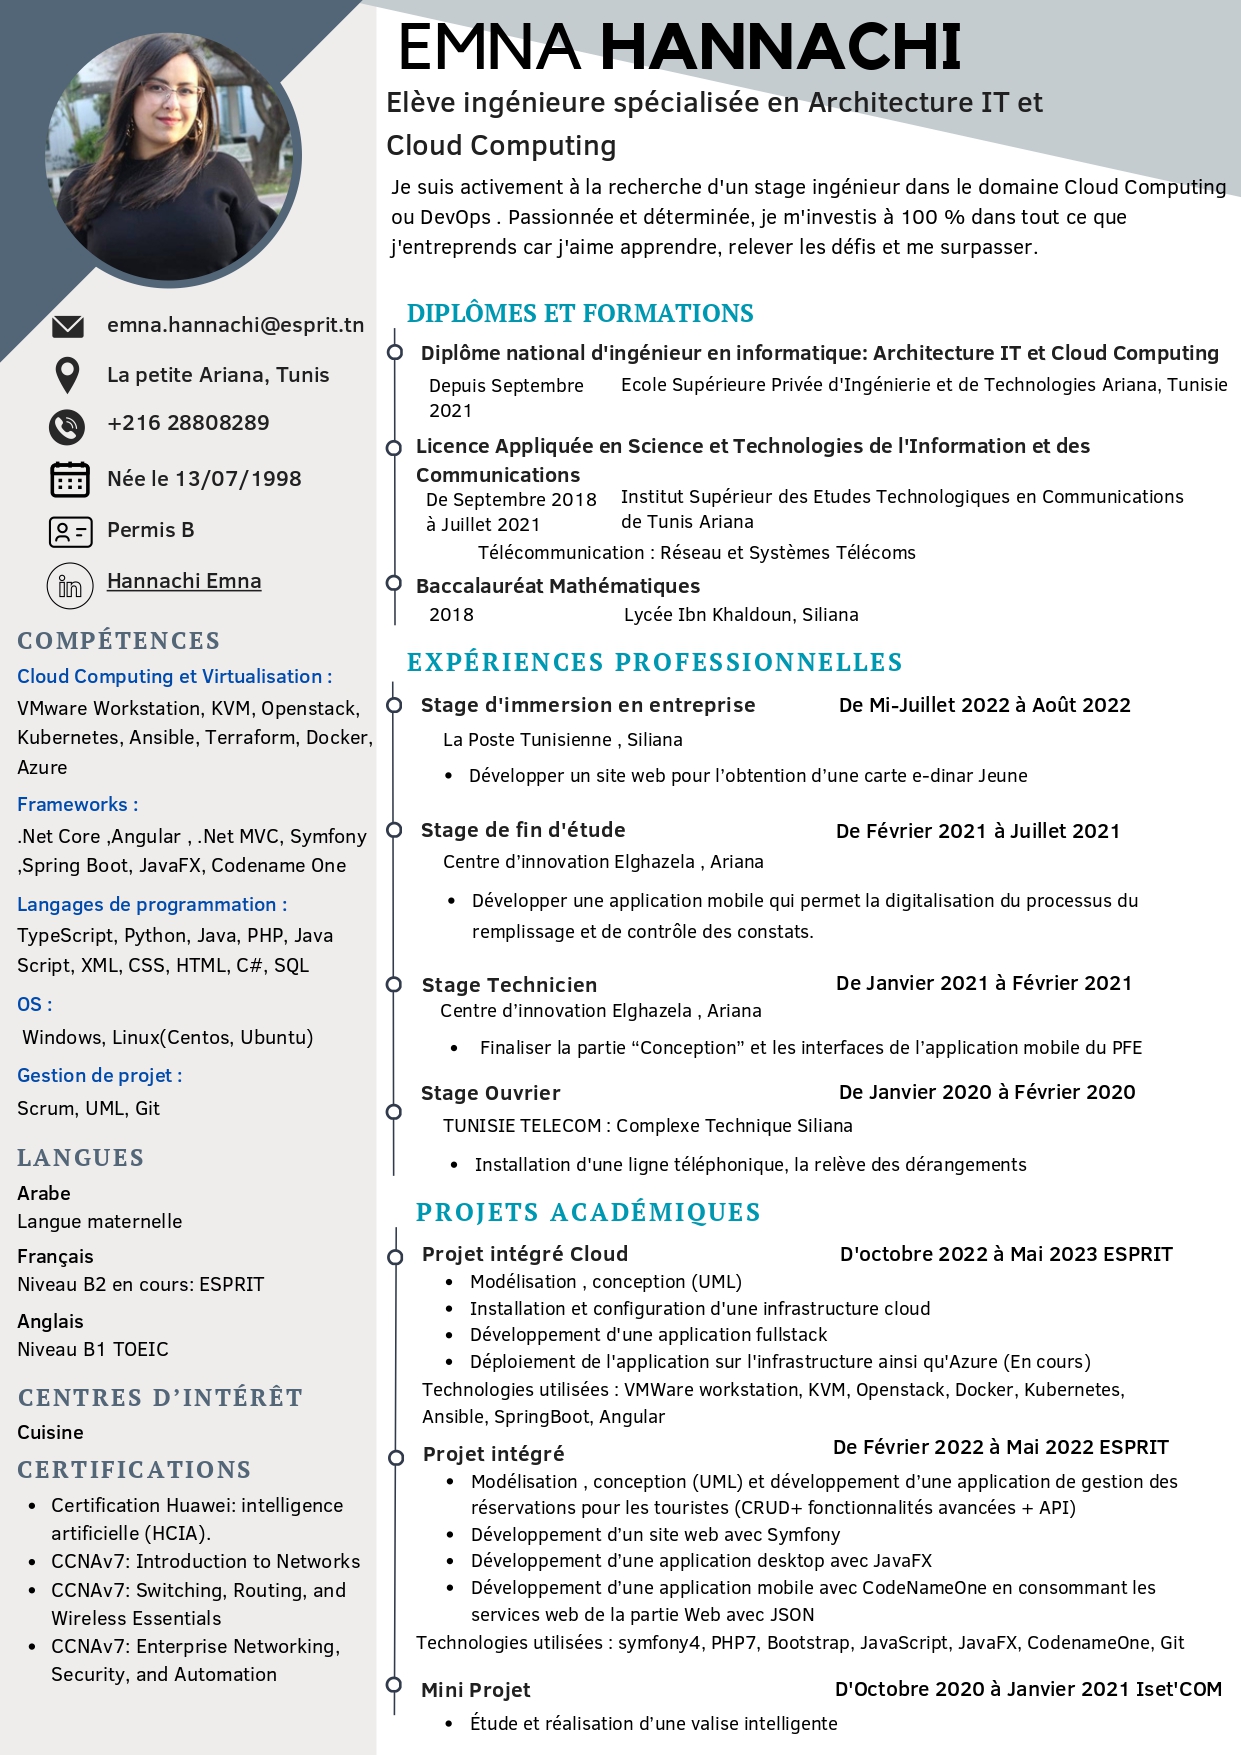 EMNA HANNACHI
Elève ingénieure spécialisée en Architecture IT et
Cloud Computing
Je suis activement à la recherche d'un stage ingénieur dans le domaine Cloud Computing
ou DevOps . Passionnée et déterminée, je m'investis à 100 % dans tout ce que
j'entreprends car j'aime apprendre, relever les défis et me surpasser.
emna.hannachi@esprit.tn
La petite Ariana, Tunis
+216 28808289
Née le 13/07/1998
Permis B
in
Hannachi Emna
COMPÉTENCES
Cloud Computing et Virtualisation :
VMware Workstation, KVM, Openstack,
Kubernetes, Ansible, Terraform, Docker,
Azure
Frameworks :
.Net Core ,Angular , .Net MVC, Symfony
,Spring Boot, JavaFX, Codename One
Langages de programmation :
TypeScript, Python, Java, PHP, Java
Script, XML, CSS, HTML, C#, SQL
OS :
Windows, Linux(Centos, Ubuntu)
Gestion de projet :
Scrum, UML, Git
LANGUES
Arabe
Langue maternelle
Français
Niveau B2 en cours: ESPRIT
Anglais
Niveau B1 TOEIC
CENTRES D’INTÉRÊT
Cuisine
CERTIFICATIONS
• Certification Huawei: intelligence
artificielle (HCIA).
• CCNAv7: Introduction to Networks
• CCNAv7: Switching, Routing, and
Wireless Essentials
• CCNAv7: Enterprise Networking,
Security, and Automation
DIPLÔMES ET FORMATIONS
Diplôme national d'ingénieur en informatique: Architecture IT et Cloud Computing
Depuis Septembre
2021
Ecole Supérieure Privée d'Ingénierie et de Technologies Ariana, Tunisie
Licence Appliquée en Science et Technologies de l'Information et des
Communications
De Septembre 2018
à Juillet 2021
Institut Supérieur des Etudes Technologiques en Communications
de Tunis Ariana
Télécommunication : Réseau et Systèmes Télécoms
Baccalauréat Mathématiques
2018 Lycée Ibn Khaldoun, Siliana
EXPÉRIENCES PROFESSIONNELLES
Stage d'immersion en entreprise De Mi-Juillet 2022 à Août 2022
La Poste Tunisienne , Siliana
• Développer un site web pour l’obtention d’une carte e-dinar Jeune
Stage de fin d'étude De Février 2021 à Juillet 2021
Centre d’innovation Elghazela , Ariana
• Développer une application mobile qui permet la digitalisation du processus du
remplissage et de contrôle des constats.
Stage Technicien De Janvier 2021 à Février 2021
Centre d’innovation Elghazela , Ariana
• Finaliser la partie “Conception” et les interfaces de l’application mobile du PFE
Stage Ouvrier De Janvier 2020 à Février 2020
TUNISIE TELECOM : Complexe Technique Siliana
• Installation d'une ligne téléphonique, la relève des dérangements
PROJETS ACADÉMIQUES
Projet intégré Cloud D'octobre 2022 à Mai 2023 ESPRIT
• Modélisation , conception (UML)
• Installation et configuration d'une infrastructure cloud
• Développement d'une application fullstack
• Déploiement de l'application sur l'infrastructure ainsi qu'Azure (En cours)
Technologies utilisées : VMWare workstation, KVM, Openstack, Docker, Kubernetes,
Ansible, SpringBoot, Angular
Projet intégré De Février 2022 à Mai 2022 ESPRIT
• Modélisation , conception (UML) et développement d’une application de gestion des
réservations pour les touristes (CRUD+ fonctionnalités avancées + API)
• Développement d’un site web avec Symfony
• Développement d’une application desktop avec JavaFX
• Développement d’une application mobile avec CodeNameOne en consommant les
services web de la partie Web avec JSON
Technologies utilisées : symfony4, PHP7, Bootstrap, JavaScript, JavaFX, CodenameOne, Git
Mini Projet D'Octobre 2020 à Janvier 2021 Iset'COM
• Étude et réalisation d’une valise intelligente